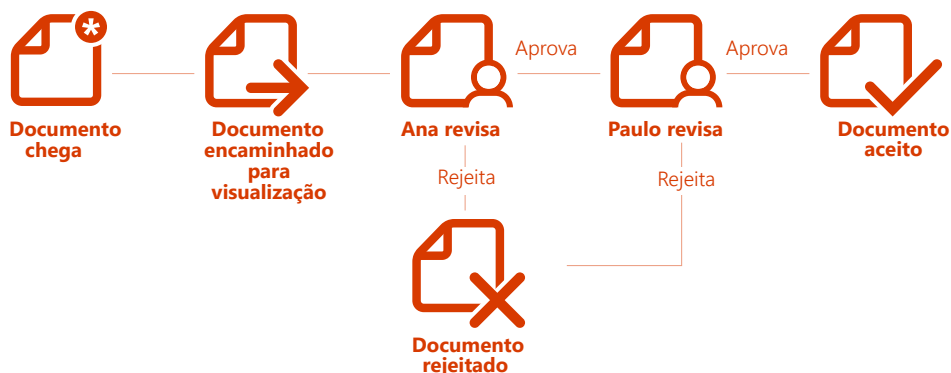 Documento
chega
Documento
encaminhado
para
visualização
Ana revisa
Aprova
Paulo revisa
Aprova
Documento
aceito
Rejeita
Rejeita
Documento
rejeitado